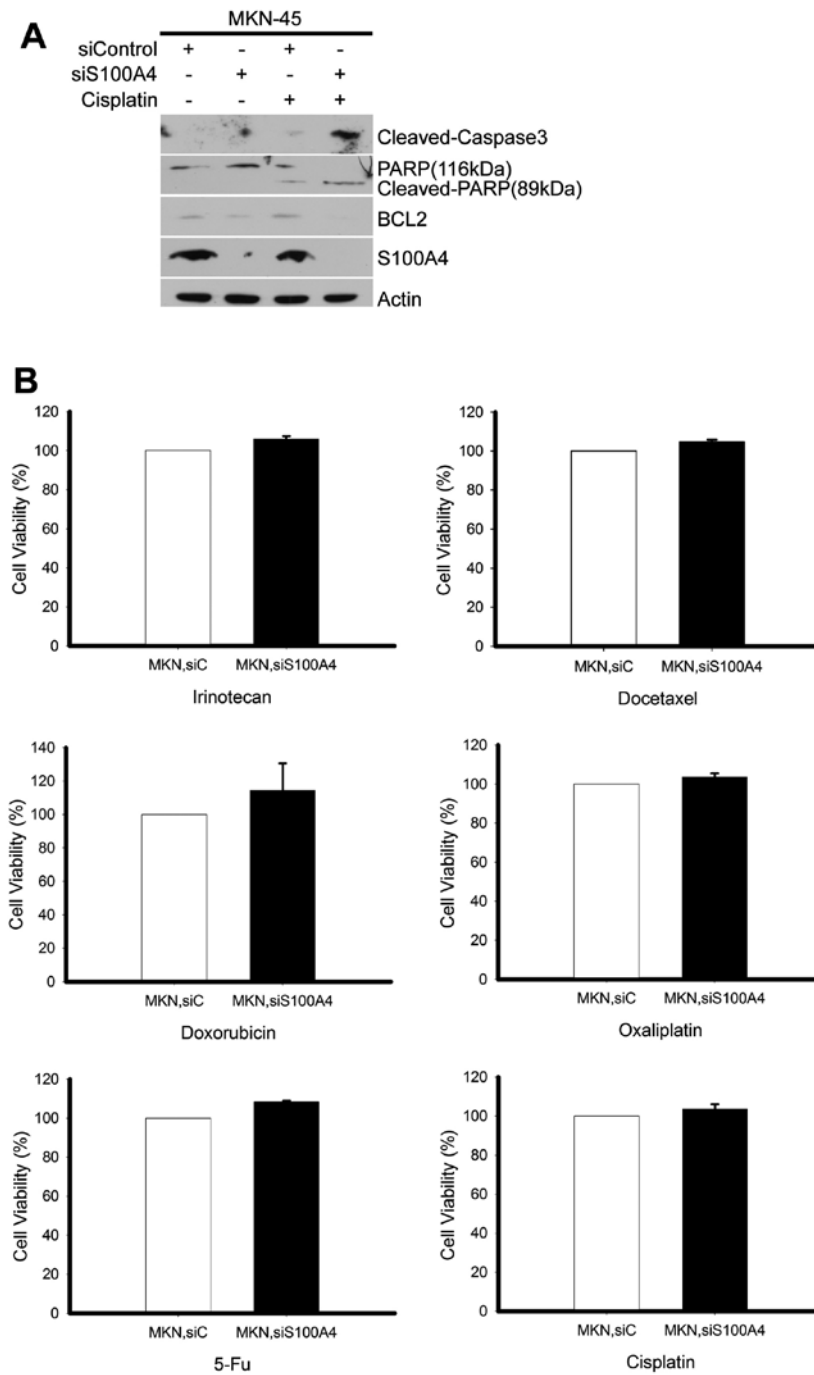 A
MKN-45
siControl + - + -
siS100A4 - + - +
Cisplatin - - + +
Cleaved-Caspase3
PARP(116kDa)
Cleaved-PARP(89kDa)
BCL2
S100A4
Actin
B
120
100
80
60
40
20
0
Cell Viability (%)
MKN,siC MKN,siS100A4
Irinotecan
120
100
80
60
40
20
0
Cell Viability (%)
MKN,siC MKN,siS100A4
Docetaxel
140
120
100
80
60
40
20
0
Cell Viability (%)
MKN,siC MKN,siS100A4
Doxorubicin
120
100
80
60
40
20
0
Cell Viability (%)
MKN,siC MKN,siS100A4
Oxaliplatin
120
100
80
60
40
20
0
Cell Viability (%)
MKN,siC MKN,siS100A4
5-Fu
120
100
80
60
40
20
0
Cell Viability (%)
MKN,siC MKN,siS100A4
Cisplatin